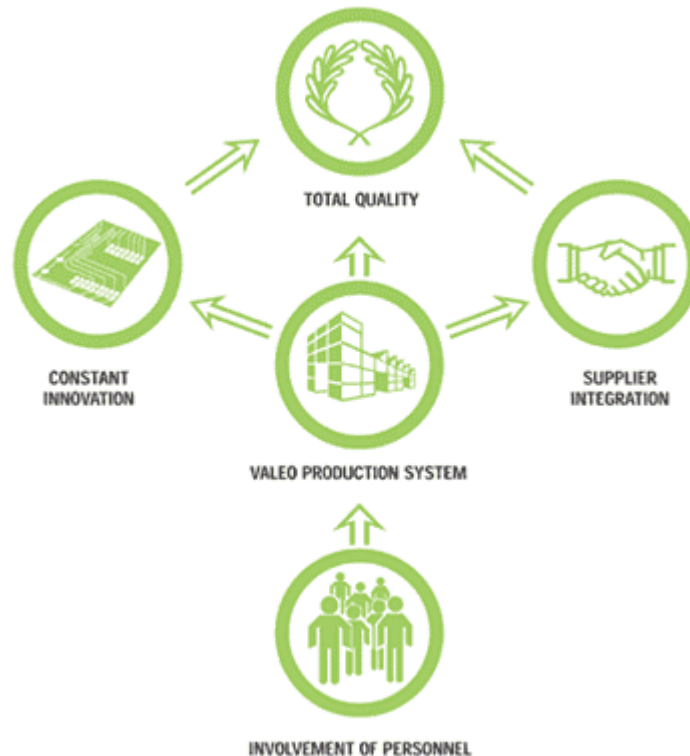 TOTAL QUALITY
CONSTANT
INNOVATION
SUPPLIER
INTEGRATION
VALEO PRODUCTION SYSTEM
INVOLVEMENT OF PERSONNEL